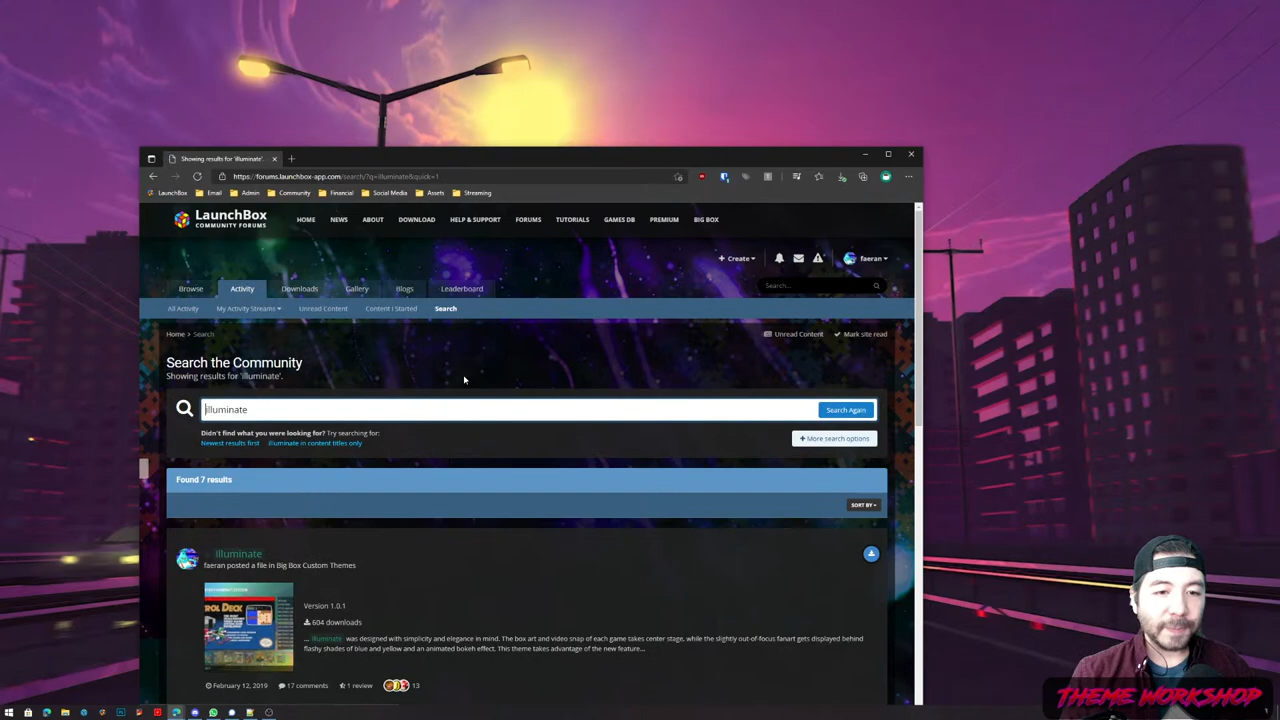 Showing results for 'illuminate'.
https://forums.launchbox-app.com/search/?q=illuminate&quick=1
LaunchBox Email Admin Community Financial Social Media Assets Streaming
LaunchBox
COMMUNITY FORUMS
HOME NEWS ABOUT DOWNLOAD HELP & SUPPORT FORUMS TUTORIALS GAMES DB PREMIUM BIG BOX
Create faeran
Browse Activity Downloads Gallery Blogs Leaderboard
Search...
All Activity My Activity Streams Unread Content Content I Started Search
Home Search
Unread Content Mark site read
Search the Community
Showing results for 'illuminate'.
illuminate
Search Again
Didn't find what you were looking for? Try searching for:
Newest results first illuminate in content titles only
+ More search options
Found 7 results
SORT BY
Illuminate
faeran posted a file in Big Box Custom Themes
TROL DECK
Version 1.0.1
604 downloads
... Illuminate was designed with simplicity and elegance in mind. The box art and video snap of each game takes center stage, while the slightly out-of-focus fanart gets displayed behind
flashy shades of blue and yellow and an animated bokeh effect. This theme takes advantage of the new feature...
February 12, 2019 17 comments 1 review 13
THEME WORKSHOP